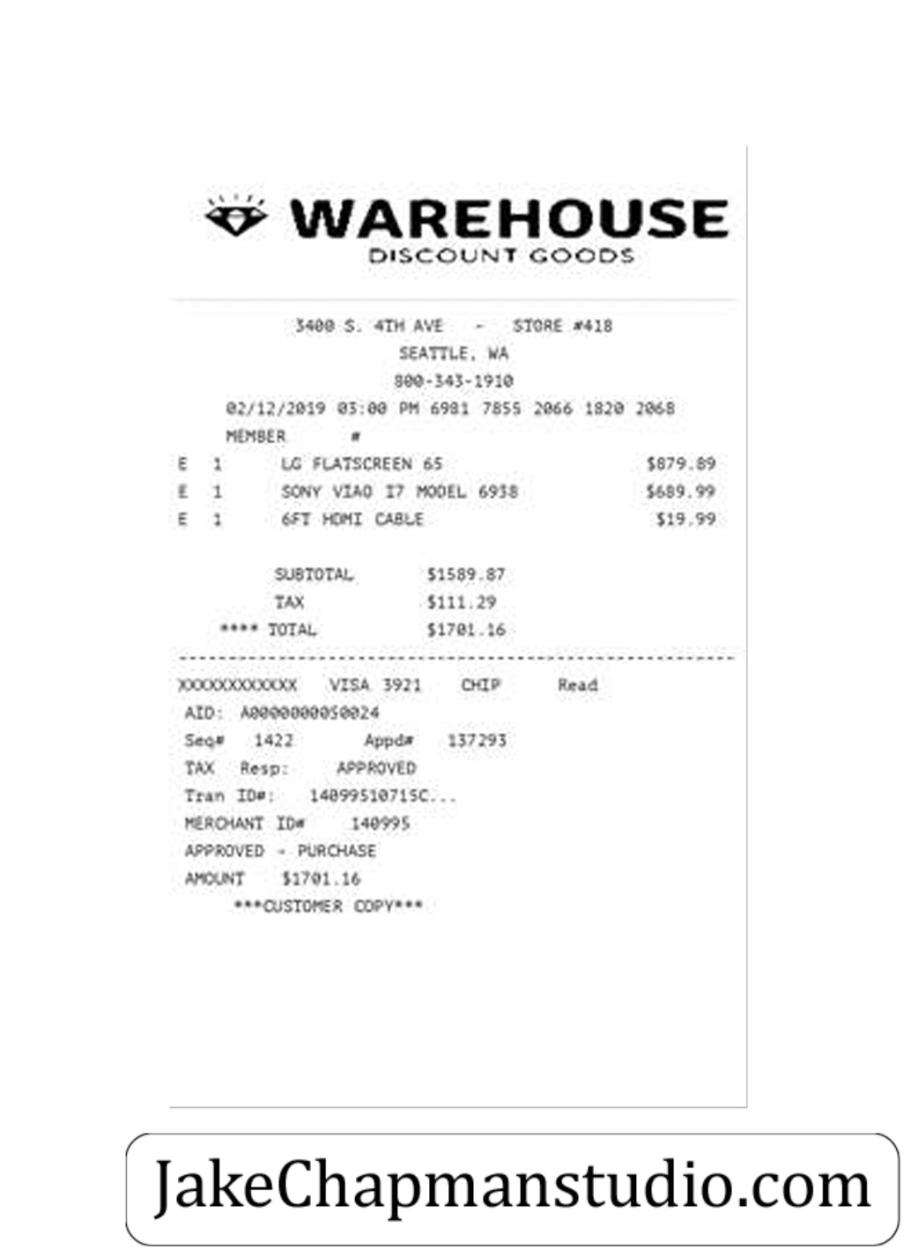 WAREHOUSE
DISCOUNT GOODS
3400 S. 4TH AVE - STORE #418
SEATTLE, WA
800-343-1910
02/12/2019 03:00 PM 6981 7855 2066 1820 2068
MEMBER #
E 1 LG FLATSCREEN 65 $879.89
E 1 SONY VIAO I7 MODEL 6938 $689.99
E 1 6FT HDMI CABLE $19.99
SUBTOTAL $1589.87
TAX $111.29
**** TOTAL $1701.16
XXXXXXXXXXXX VISA 3921 CHIP Read
AID: A0000000050024
Seq# 1422 Appd# 137293
TAX Resp: APPROVED
Tran ID#: 14099510715C...
MERCHANT ID# 140995
APPROVED - PURCHASE
AMOUNT $1701.16
***CUSTOMER COPY***
JakeChapmanstudio.com